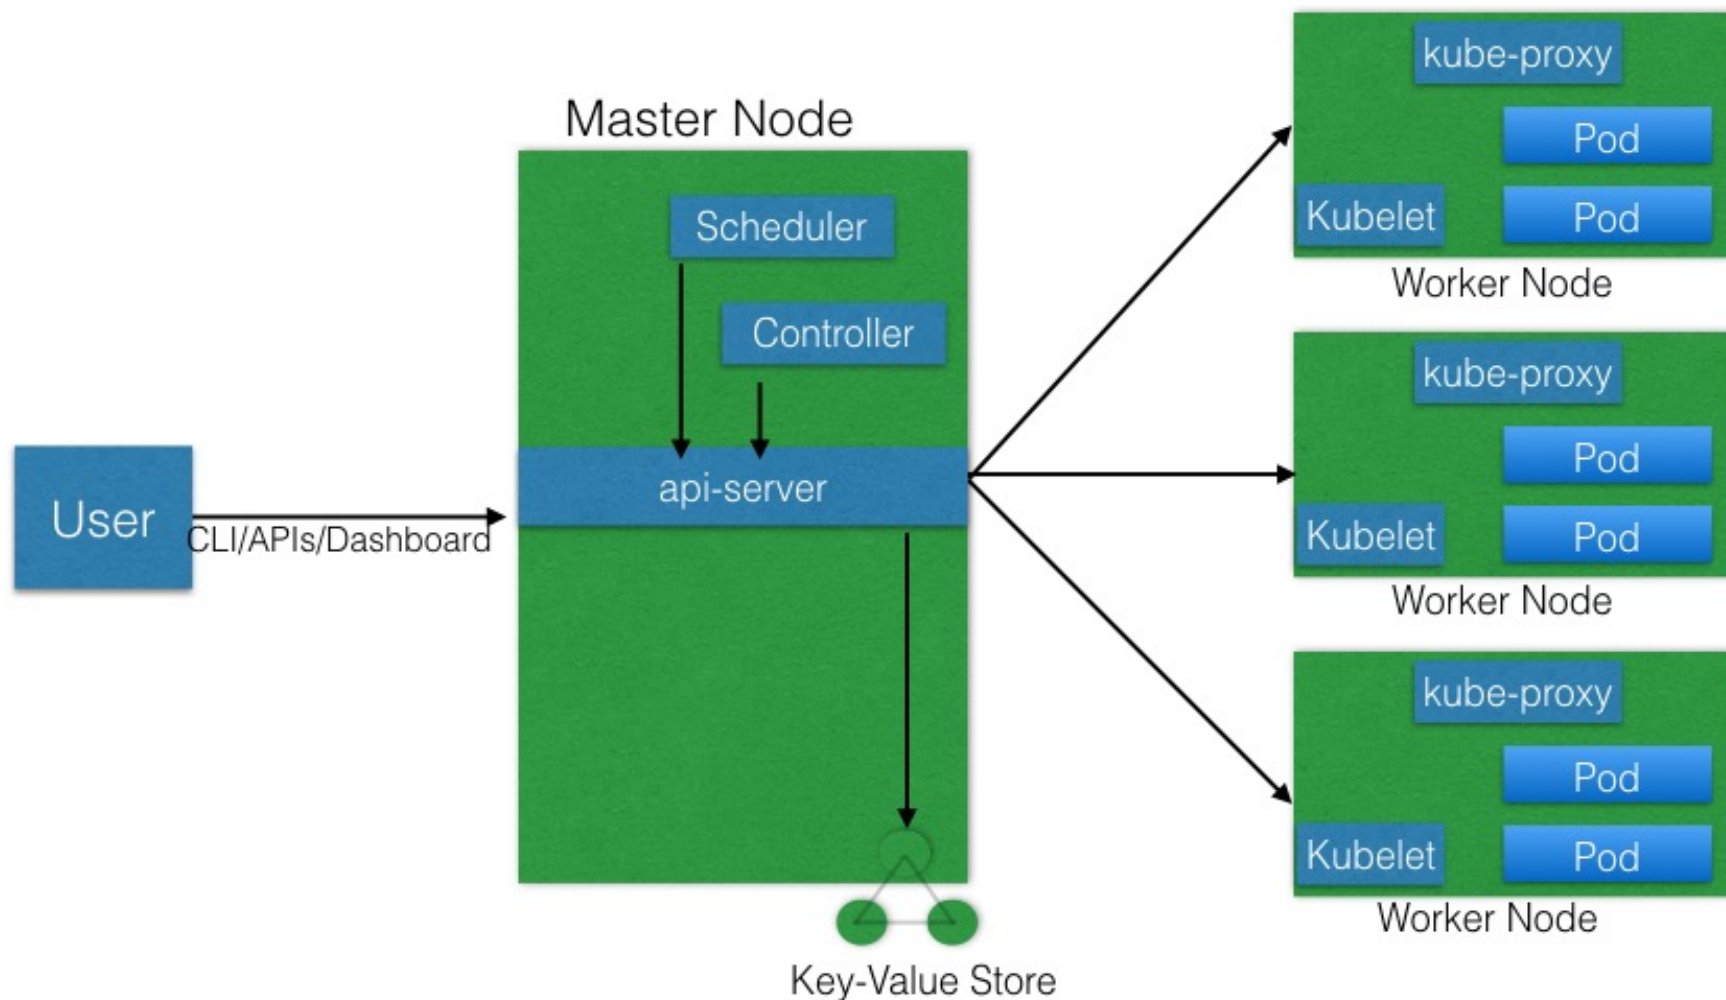 Master Node
Scheduler
Controller
api-server
User
CLI/APIs/Dashboard
Key-Value Store
kube-proxy
Pod
Kubelet
Pod
Worker Node
kube-proxy
Pod
Kubelet
Pod
Worker Node
kube-proxy
Pod
Kubelet
Pod
Worker Node